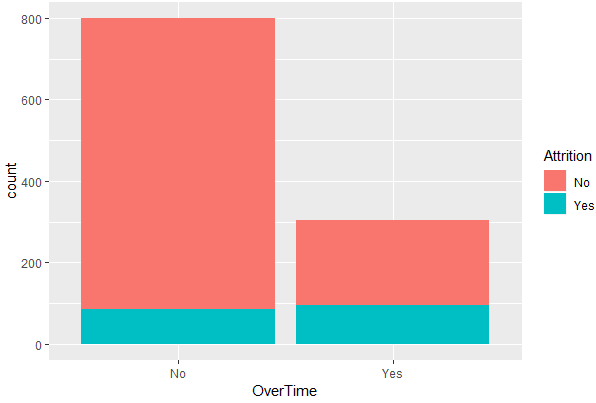 800
600
400
200
0
count
No
Yes
OverTime
Attrition
No
Yes